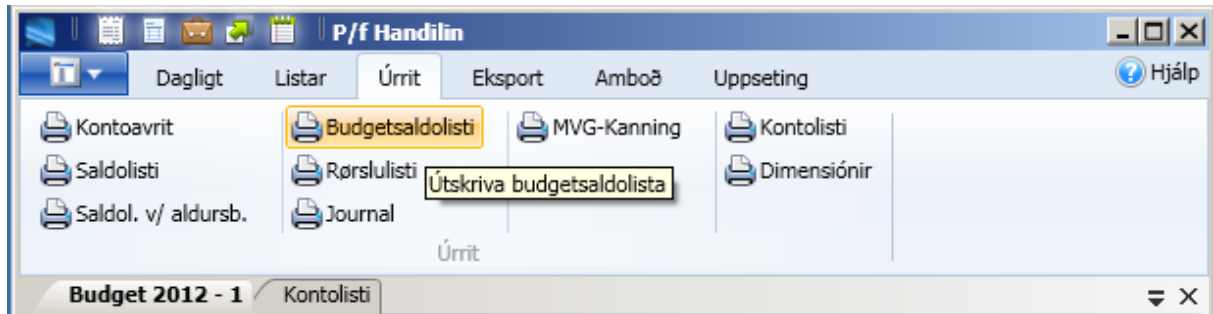 P/f Handilin
Dagligt Listar Úrrit Eksport Amboð Uppseting Hjálp
Kontoavrit Budgetsaldolisti MVG-Kanning Kontolisti
Saldolisti Rørslulisti Dimensiónir
Útskriva budgetsaldolista
Saldol. v/ aldursb. Journal
Úrrit
Budget 2012 - 1 Kontolisti